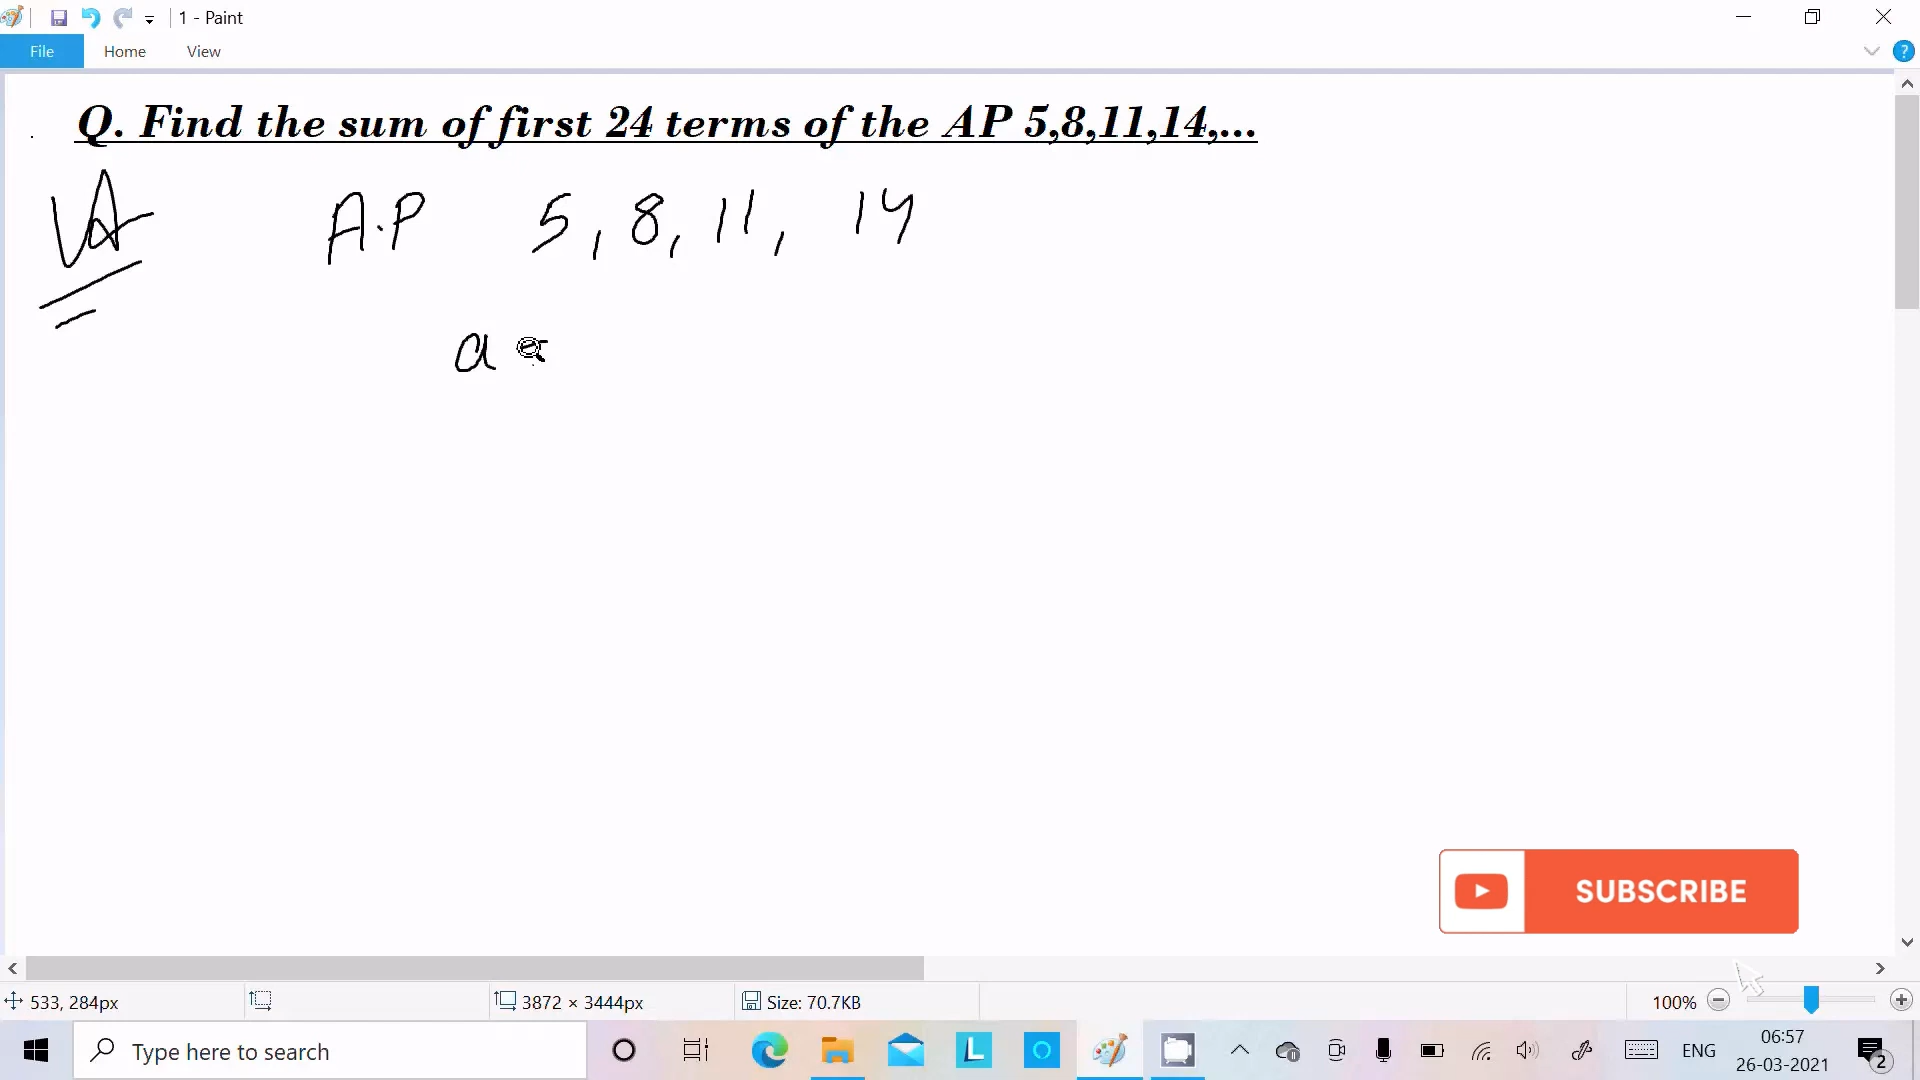 1 - Paint
File Home View
Q. Find the sum of first 24 terms of the AP 5,8,11,14,...
A.P 5, 8, 11, 14
a =
SUBSCRIBE
533, 284px 3872 × 3444px Size: 70.7KB 100%
Type here to search ENG 06:57
26-03-2021 2